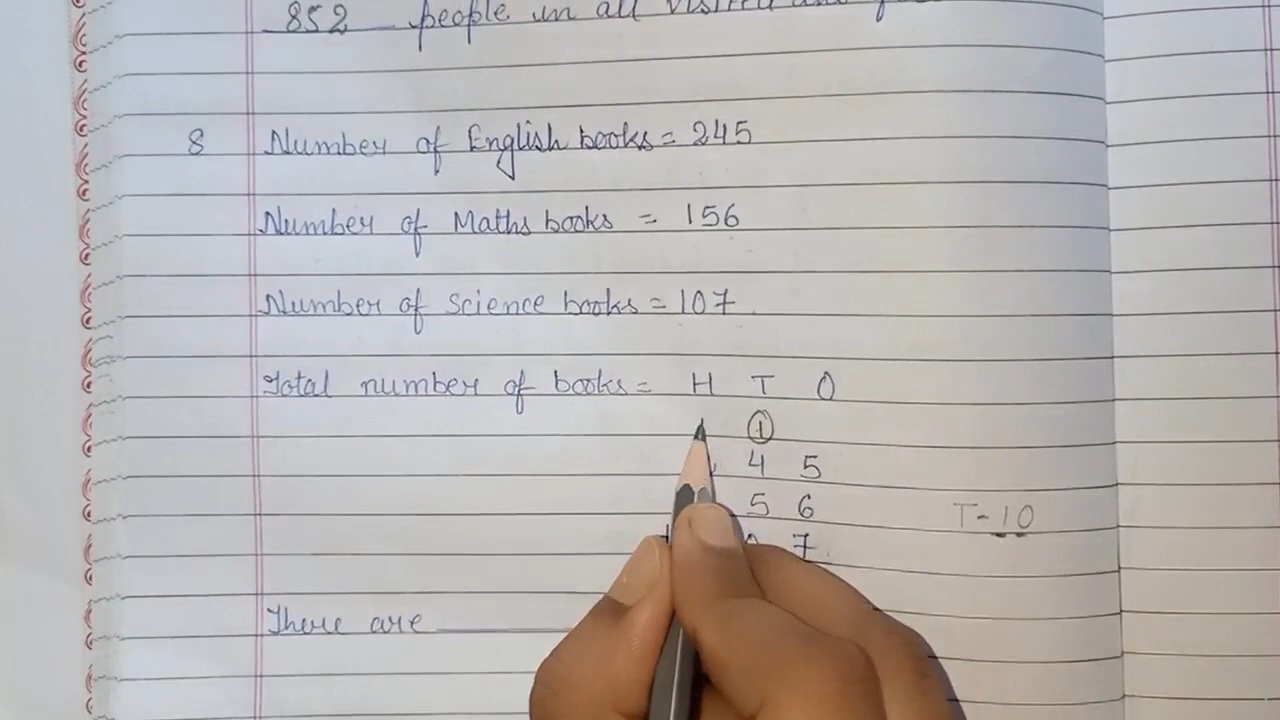 852 people in all visited
8 Number of English books = 245
Number of Maths books = 156
Number of Science books = 107
Total number of books = H T O
1
4 5
5 6
T-10
7
There are